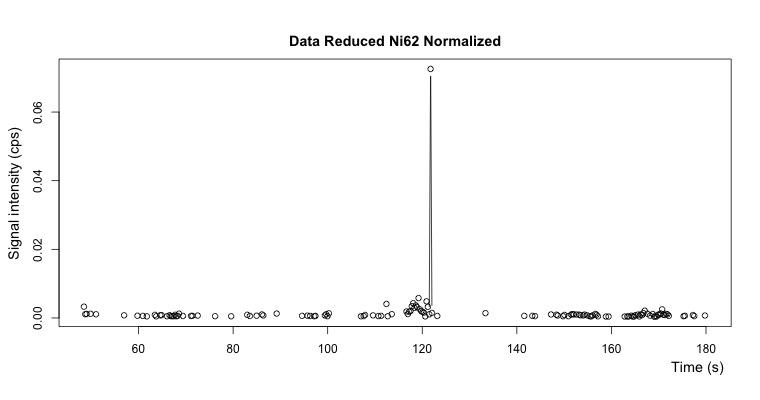 Data Reduced Ni62 Normalized
Signal intensity (cps)
0.06
0.04
0.02
0.00
60 80 100 120 140 160 180
Time (s)